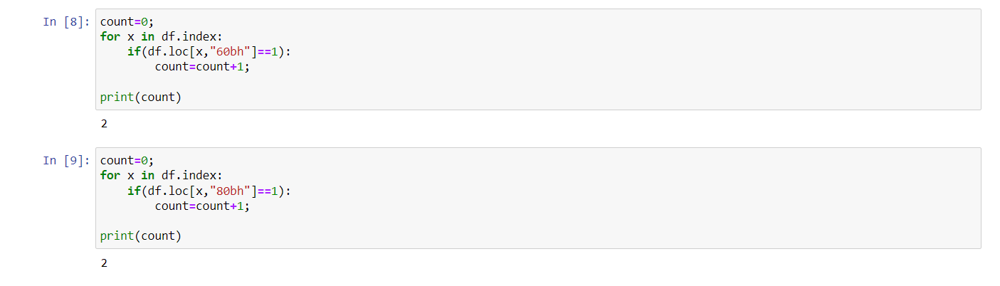 In [8]: count=0;
for x in df.index:
    if(df.loc[x,"60bh"]==1):
        count=count+1;
print(count)
2
In [9]: count=0;
for x in df.index:
    if(df.loc[x,"80bh"]==1):
        count=count+1;
print(count)
2